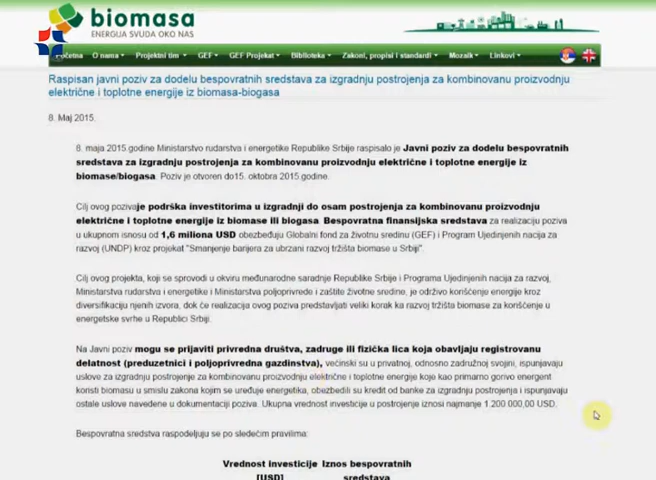 biomasa
ENERGIJA SVUDA OKO NAS
Početna O nama Projektni tim GEF GEF Projekat Biblioteka Zakoni, propisi i standardi Mozaik Linkovi
Raspisan javni poziv za dodelu bespovratnih sredstava za izgradnju postrojenja za kombinovanu proizvodnju
električne i toplotne energije iz biomasa-biogasa
8. Maj 2015.
8. maja 2015.godine Ministarstvo rudarstva i energetike Republike Srbije raspisalo je Javni poziv za dodelu bespovratnih
sredstava za izgradnju postrojenja za kombinovanu proizvodnju električne i toplotne energije iz
biomase/biogasa. Poziv je otvoren do15. oktobra 2015.godine.
Cilj ovog pozivaje podrška investitorima u izgradnji do osam postrojenja za kombinovanu proizvodnju
električne i toplotne energije iz biomase ili biogasa. Bespovratna finansijska sredstava za realizaciju poziva
u ukupnom isnosu od 1,6 miliona USD obezbeđuju Globalni fond za životnu sredinu (GEF) i Program Ujedinjenih nacija za
razvoj (UNDP) kroz projekat "Smanjenje barijera za ubrzani razvoj tržišta biomase u Srbiji".
Cilj ovog projekta, koji se sprovodi u okviru međunarodne saradnje Republike Srbije i Programa Ujedinjenih nacija za razvoj,
Ministarstva rudarstva i energetike i Ministarstva poljoprivrede i zaštite životne sredine, je održivo korišćenje energije kroz
diversifikaciju njenih izvora, dok će realizacija ovog poziva predstavljati veliki korak ka razvoj tržišta biomase za korišćenje u
energetske svrhe u Republici Srbiji.
Na Javni poziv mogu se prijaviti privredna društva, zadruge ili fizička lica koja obavljaju registrovanu
delatnost (preduzetnici i poljoprivredna gazdinstva), većinski su u privatnoj, odnosno zadružnoj svojini, ispunjavaju
uslove za izgradnju postrojenje za kombinovanu proizvodnju električne i toplotne energije koje kao primarno gorivo energent
koristi biomasu u smislu zakona kojim se uređuje energetika, obezbedili su kredit od banke za izgradnju postrojenja i ispunjavaju
ostale uslove navedene u dokumentaciji poziva. Ukupna vrednost investicije u postrojenje iznosi najmanje 1.200.000,00 USD.
Bespovratna sredstva raspodeljuju se po sledećim pravilima:
Vrednost investicije Iznos bespovratnih
[USD] sredstava